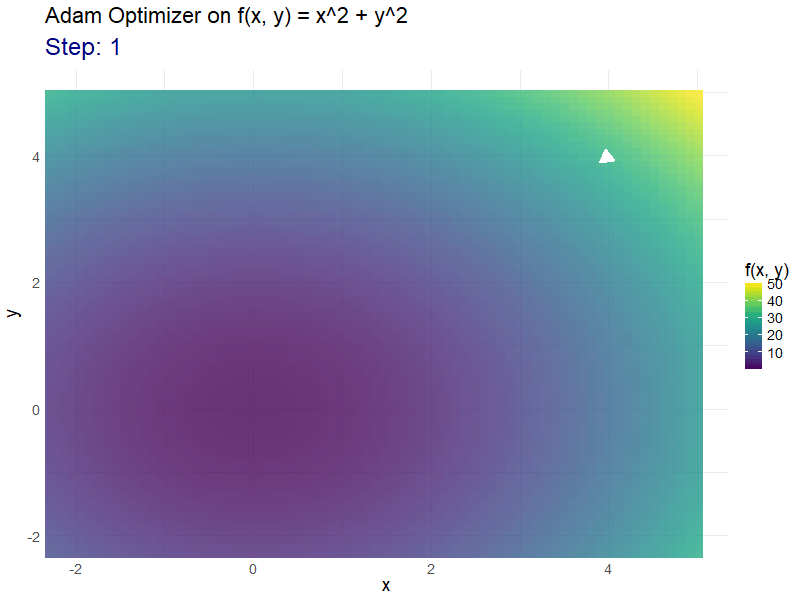 Adam Optimizer on f(x, y) = x^2 + y^2
Step: 1
4
2
0
-2
y
-2
0
2
4
x
f(x, y)
50
40
30
20
10